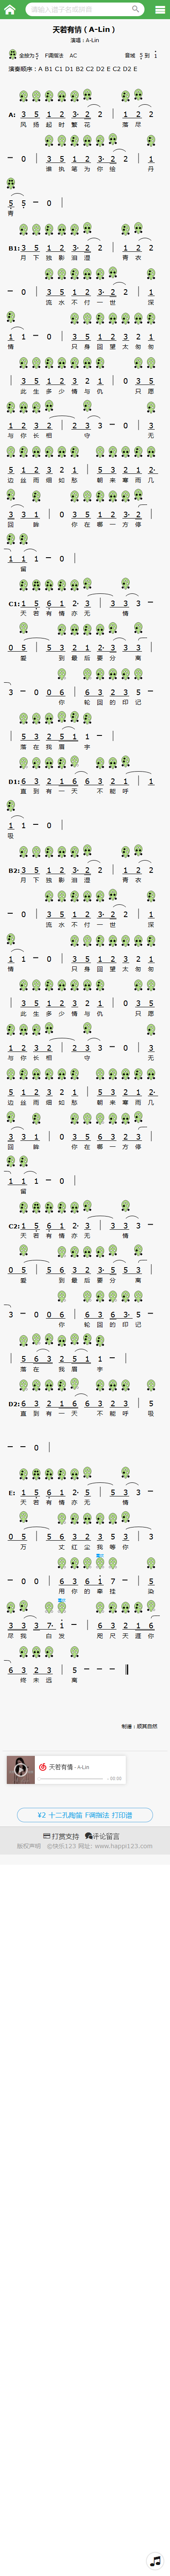 请输入谱子名或拼音
天若有情 ( A-Lin )
演唱：A-Lin
全按为5 F调指法 AC 音域 5 到 i
演奏顺序：A B1 C1 D1 B2 C2 D2 E C2 D2 E
A: 3 5 1 2 3· 2 2 | 1 2 2
风 扬 起 时 繁 花 落 尽
- 0 | 3 5 1 2 3· 2 2 | 1
谁 执 笔 为 你 绘 丹
5 5 - 0 |
青
B1: 3 5 1 2 3· 2 2 | 1 2 2
月 下 独 影 泪 湿 青 衣
- 0 | 3 5 1 2 3· 2 2 | 1
流 水 不 付 一 世 深
1 1 - 0 | 3 5 1 2 3 2 1
情 只 身 回 望 太 匆 匆
| 3 5 1 2 3 2 1 | 0 3 5
此 生 多 少 情 与 仇 只 愿
1 2 3 2 | 2 3 3 - 0 | 3
与 你 长 相 守 无
5 1 2 3 2 1 | 5 3 2 1 2·
边 丝 雨 细 如 愁 朝 来 寒 雨 几
3 3 1 | 0 3 5 1 2 3· 2 |
回 眸 你 在 哪 一 方 停
1 1 1 - 0 |
留
C1: 1 5 6 1 2· 3 | 3 3 -
天 若 有 情 亦 无 情
0 5 | 5 3 2 1 2· 3 3 |
爱 到 最 后 要 分 离
3 - 0 0 6 | 6 3 2 3 5 |
你 轮 回 的 印 记
| 5 3 2 5 1 1 - |
落 在 我 眉 宇
D1: 6 3 2 1 6 6 3 2 1 | 1
直 到 有 一 天 不 能 呼
1 1 - 0 |
吸
B2: 3 5 1 2 3· 2 2 | 1 2 2
月 下 独 影 泪 湿 青 衣
- 0 | 3 5 1 2 3· 2 2 | 1
流 水 不 付 一 世 深
1 1 - 0 | 3 5 1 2 3 2 1
情 只 身 回 望 太 匆 匆
| 3 5 1 2 3 2 1 | 0 3 5
此 生 多 少 情 与 仇 只 愿
1 2 3 2 | 2 3 3 - 0 | 3
与 你 长 相 守 无
5 1 2 3 2 1 | 5 3 2 1 2·
边 丝 雨 细 如 愁 朝 来 寒 雨 几
3 3 1 | 0 3 5 6 3 2 3 |
回 眸 你 在 哪 一 方 停
1 1 - 0 |
留
C2: 1 5 6 1 2· 3 | 3 3 -
天 若 有 情 亦 无 情
0 5 | 5 6 3 2 3· 5 5 3 |
爱 到 最 后 要 分 离
3 - 0 0 6 | 6 3 6 3· 5 -
你 轮 回 的 印 记
| 5 6 3 2 5 1 1 - |
落 在 我 眉 宇
D2: 6 3 2 1 6 6 3 2 3 | 5
直 到 有 一 天 不 能 呼 吸
- - 0 |
E: 1 5 6 1 2· 5 | 5 3 3 -
天 若 有 情 亦 无 情
0 5 | 5 6 3 2 3 5 3 | 3
万 丈 红 尘 我 等 你
- 0 0 | 6 3 6 i 7 - | 5
用 你 的 牵 挂 染
3 3 3 7· i - | 6 5 3 2 6
尽 我 白 发 咫 尺 天 涯 你
6 3 2 3 | 5 - - -
终 未 远 离
制谱：顺其自然
天若有情 - A-Lin
-38:30
¥2 十二孔陶笛 F调指法 打印谱
打赏支持 评论留言
版权声明 ©快乐123 网址: www.happi123.com